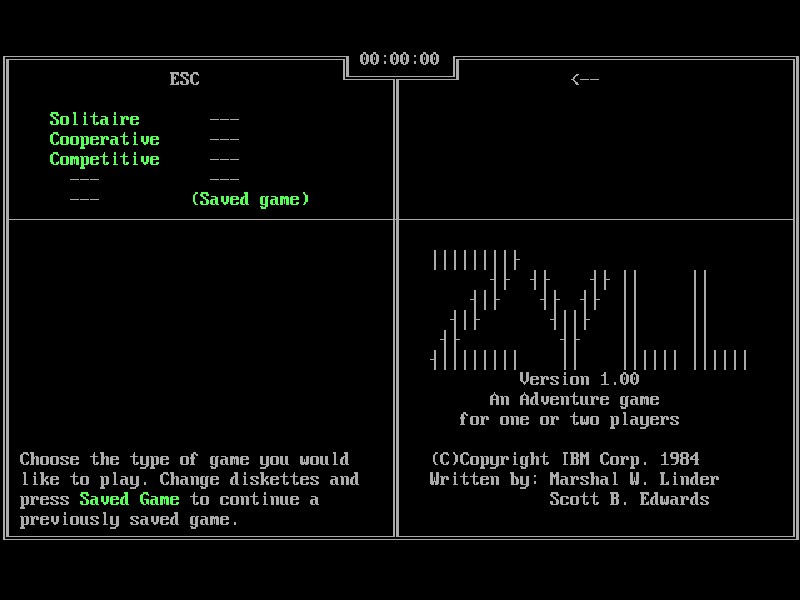 00:00:00
ESC
<--
Solitaire ---
Cooperative ---
Competitive ---
--- ---
--- (Saved game)
ZYLL
Version 1.00
An Adventure game
for one or two players
Choose the type of game you would
like to play. Change diskettes and
press Saved Game to continue a
previously saved game.
(C)Copyright IBM Corp. 1984
Written by: Marshal W. Linder
Scott B. Edwards